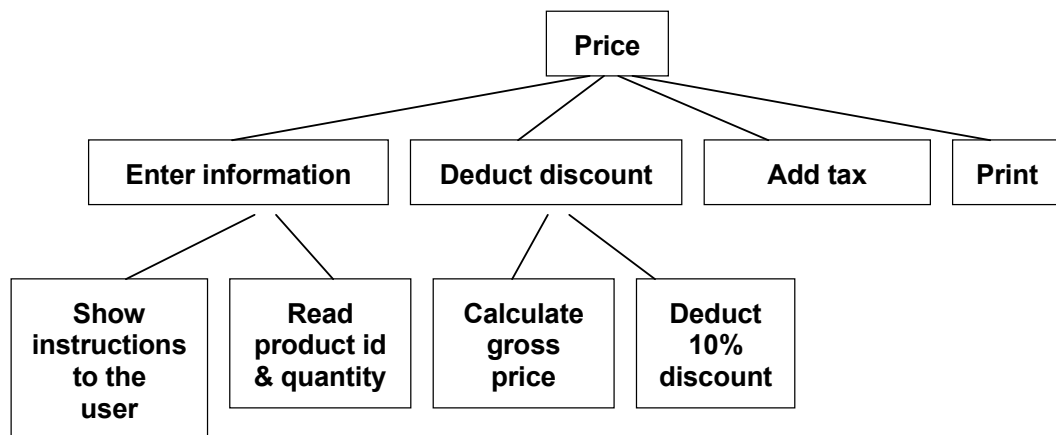 Price
Enter information
Deduct discount
Add tax
Print
Show
instructions
to the
user
Read
product id
& quantity
Calculate
gross
price
Deduct
10%
discount